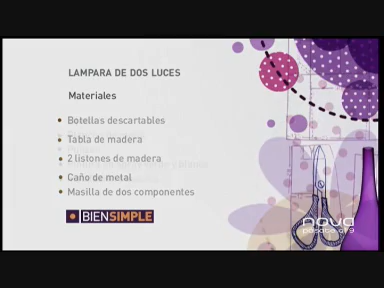 LAMPARA DE DOS LUCES
Materiales
• Botellas descartables
• Tabla de madera
• 2 listones de madera
• Caño de metal
• Masilla de dos componentes
BIENSIMPLE
nova